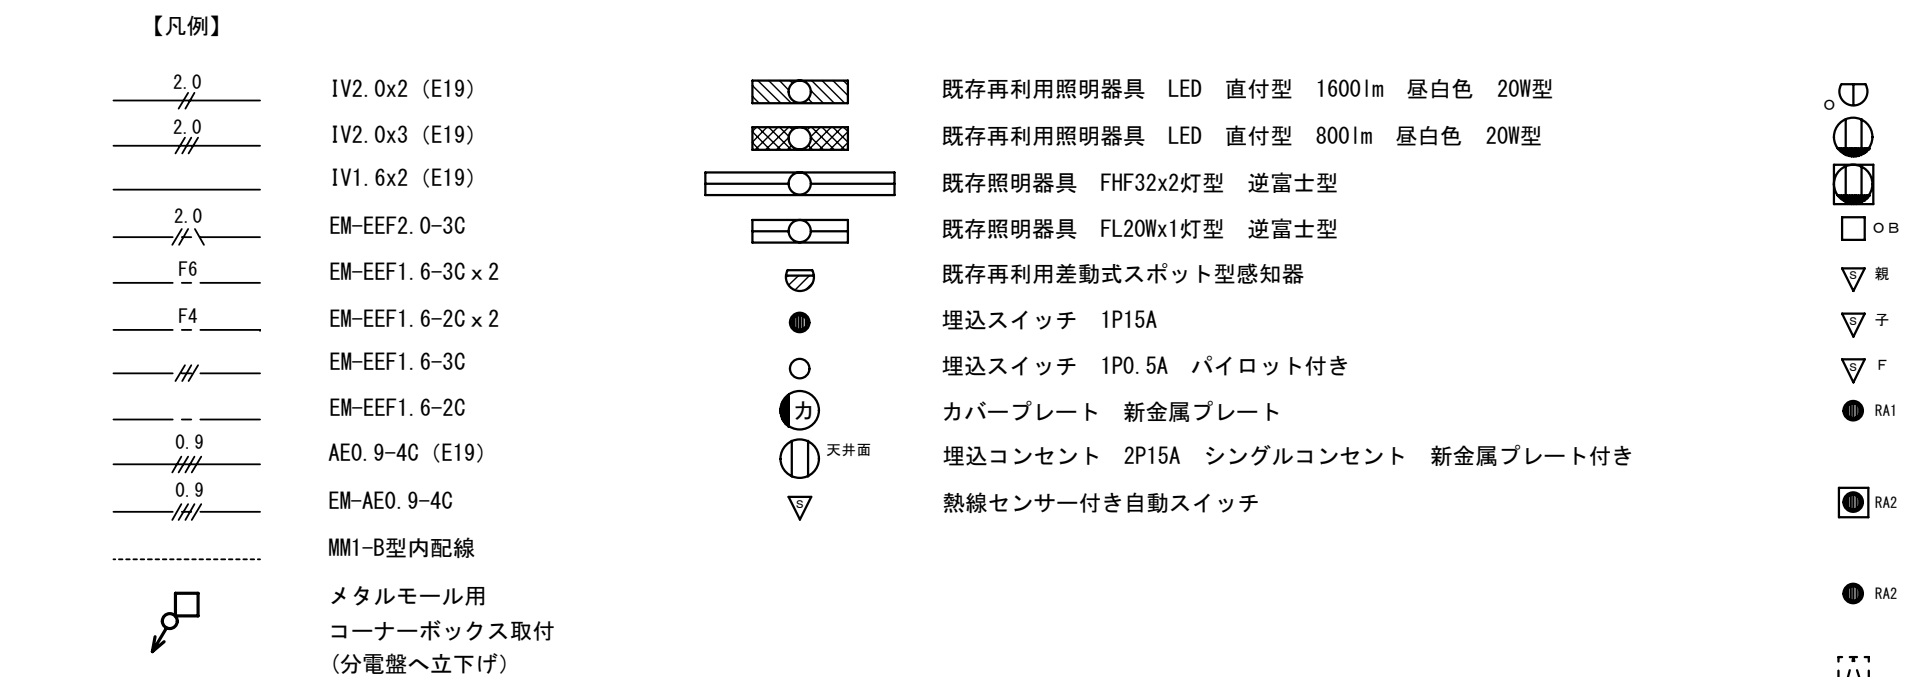 【凡例】
2.0 IV2.0x2 (E19) 既存再利用照明器具 LED 直付型 1600lm 昼白色 20W型 O
2.0 IV2.0x3 (E19) 既存再利用照明器具 LED 直付型 800lm 昼白色 20W型
IV1.6x2 (E19) 既存照明器具 FHF32x2灯型 逆富士型
2.0 EM-EEF2.0-3C 既存照明器具 FL20Wx1灯型 逆富士型 OB
F6 EM-EEF1.6-3C×2 既存再利用差動式スポット型感知器 S 親
F4 EM-EEF1.6-2C×2 埋込スイッチ 1P15A S 子
EM-EEF1.6-3C 埋込スイッチ 1P0.5A パイロット付き S F
EM-EEF1.6-2C カ カバープレート 新金属プレート RA1
0.9 AE0.9-4C (E19) 天井面 埋込コンセント 2P15A シングルコンセント 新金属プレート付き
0.9 EM-AE0.9-4C S 熱線センサー付き自動スイッチ RA2
MM1-B型内配線
メタルモール用 RA2
コーナーボックス取付
(分電盤へ立下げ)